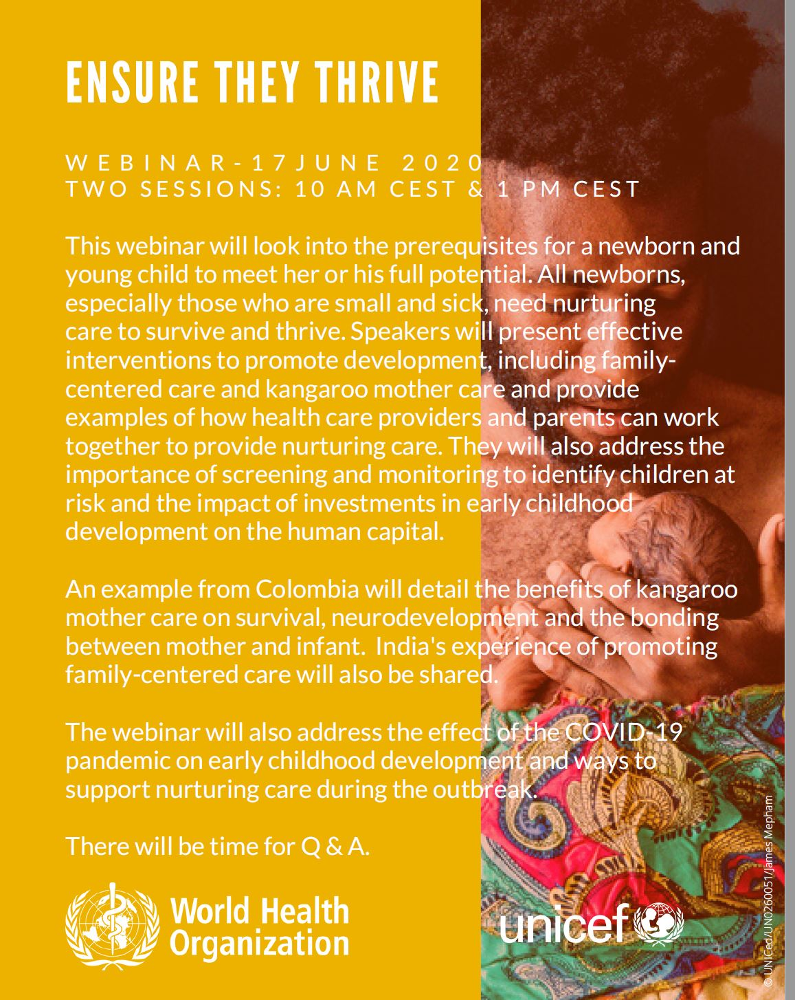 ENSURE THEY THRIVE
WEBINAR-17JUNE 2020
TWO SESSIONS: 10 AM CEST & 1 PM CEST
This webinar will look into the prerequisites for a newborn and
young child to meet her or his full potential. All newborns,
especially those who are small and sick, need nurturing
care to survive and thrive. Speakers will present effective
interventions to promote development, including family-
centered care and kangaroo mother care and provide
examples of how health care providers and parents can work
together to provide nurturing care. They will also address the
importance of screening and monitoring to identify children at
risk and the impact of investments in early childhood
development on the human capital.
An example from Colombia will detail the benefits of kangaroo
mother care on survival, neurodevelopment and the bonding
between mother and infant. India's experience of promoting
family-centered care will also be shared.
The webinar will also address the effect of the COVID-19
pandemic on early childhood development and ways to
support nurturing care during the outbreak.
There will be time for Q & A.
World Health
Organization
unicef
© UNICed/UN0260051/James Mepham